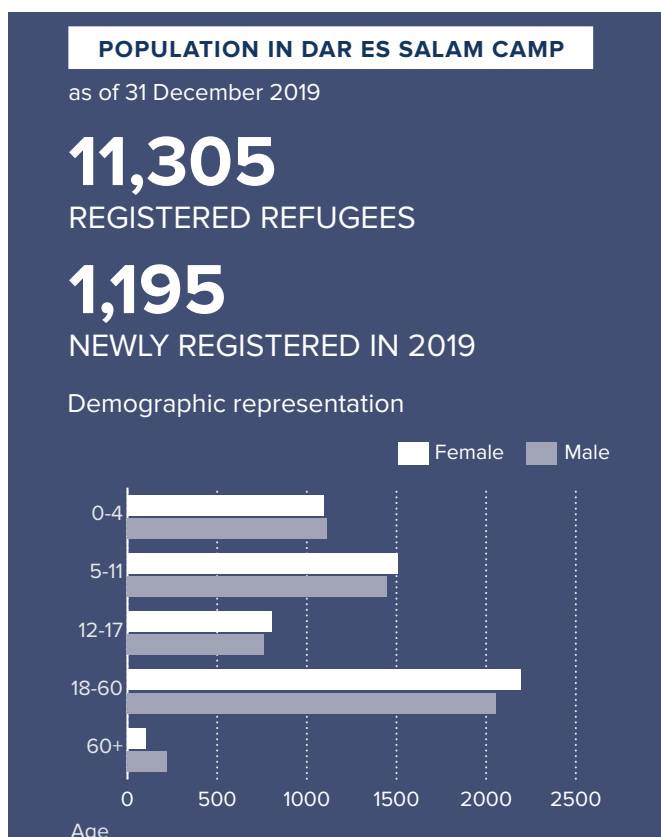 POPULATION IN DAR ES SALAM CAMP
as of 31 December 2019
11,305
REGISTERED REFUGEES
1,195
NEWLY REGISTERED IN 2019
Demographic representation
Female Male
0-4
5-11
12-17
18-60
60+
0 500 1000 1500 2000 2500
Age